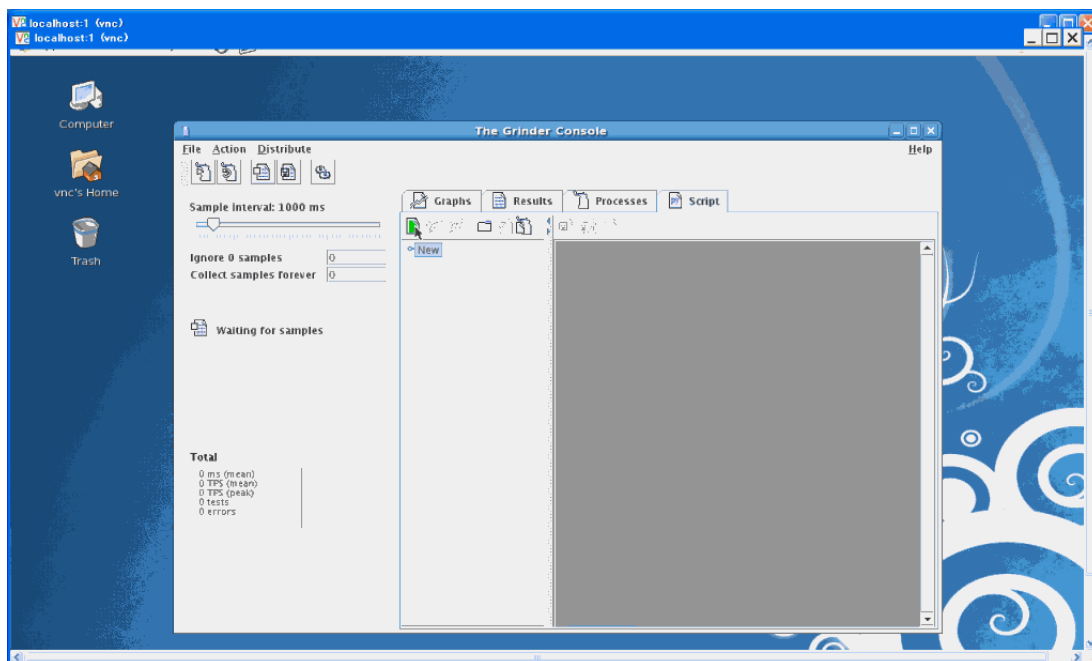 localhost:1 (vnc)
localhost:1 (vnc)
Computer
vnc's Home
Trash
The Grinder Console
File Action Distribute Help
Graphs Results Processes Script
Sample interval: 1000 ms
New
Ignore 0 samples 0
Collect samples forever 0
Waiting for samples
Total
0 ms (mean)
0 TPS (mean)
0 TPS (peak)
0 tests
0 errors